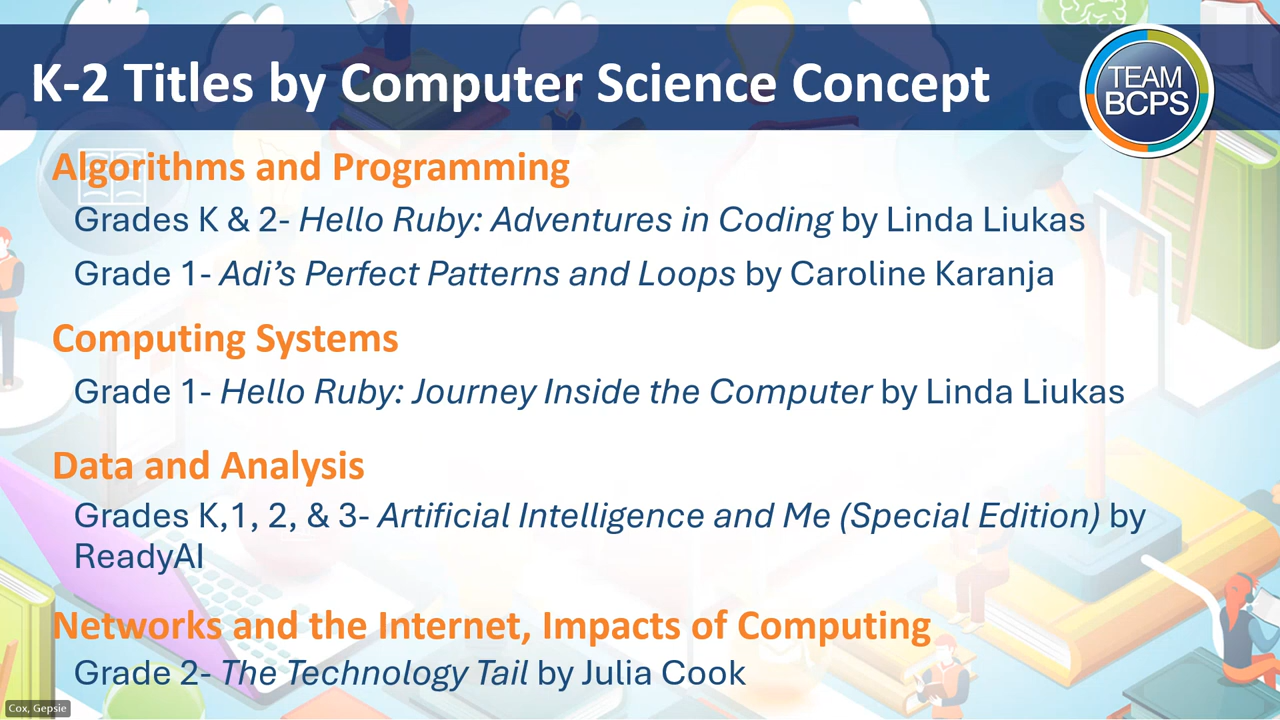 K-2 Titles by Computer Science Concept
TEAM
BCPS
Algorithms and Programming
Grades K & 2- Hello Ruby: Adventures in Coding by Linda Liukas
Grade 1- Adi’s Perfect Patterns and Loops by Caroline Karanja
Computing Systems
Grade 1- Hello Ruby: Journey Inside the Computer by Linda Liukas
Data and Analysis
Grades K,1, 2, & 3- Artificial Intelligence and Me (Special Edition) by
ReadyAI
Networks and the Internet, Impacts of Computing
Grade 2- The Technology Tail by Julia Cook
Cox, Gepsie